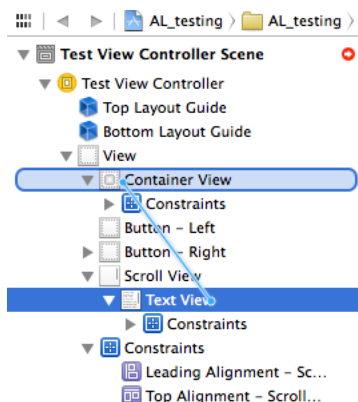 AL_testing AL_testing
Test View Controller Scene
Test View Controller
Top Layout Guide
Bottom Layout Guide
View
Container View
Constraints
Button – Left
Button – Right
Scroll View
Text View
Constraints
Constraints
Leading Alignment – Sc...
Top Alignment – Scroll...